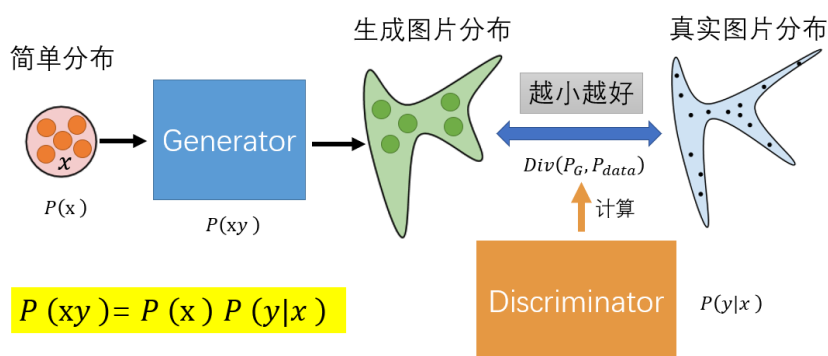 简单分布
生成图片分布
真实图片分布
越小越好
Generator
x
P(x)
P(xy)
Div(P_G, P_data)
计算
Discriminator
P(y|x)
P (xy)= P (x) P (y|x)